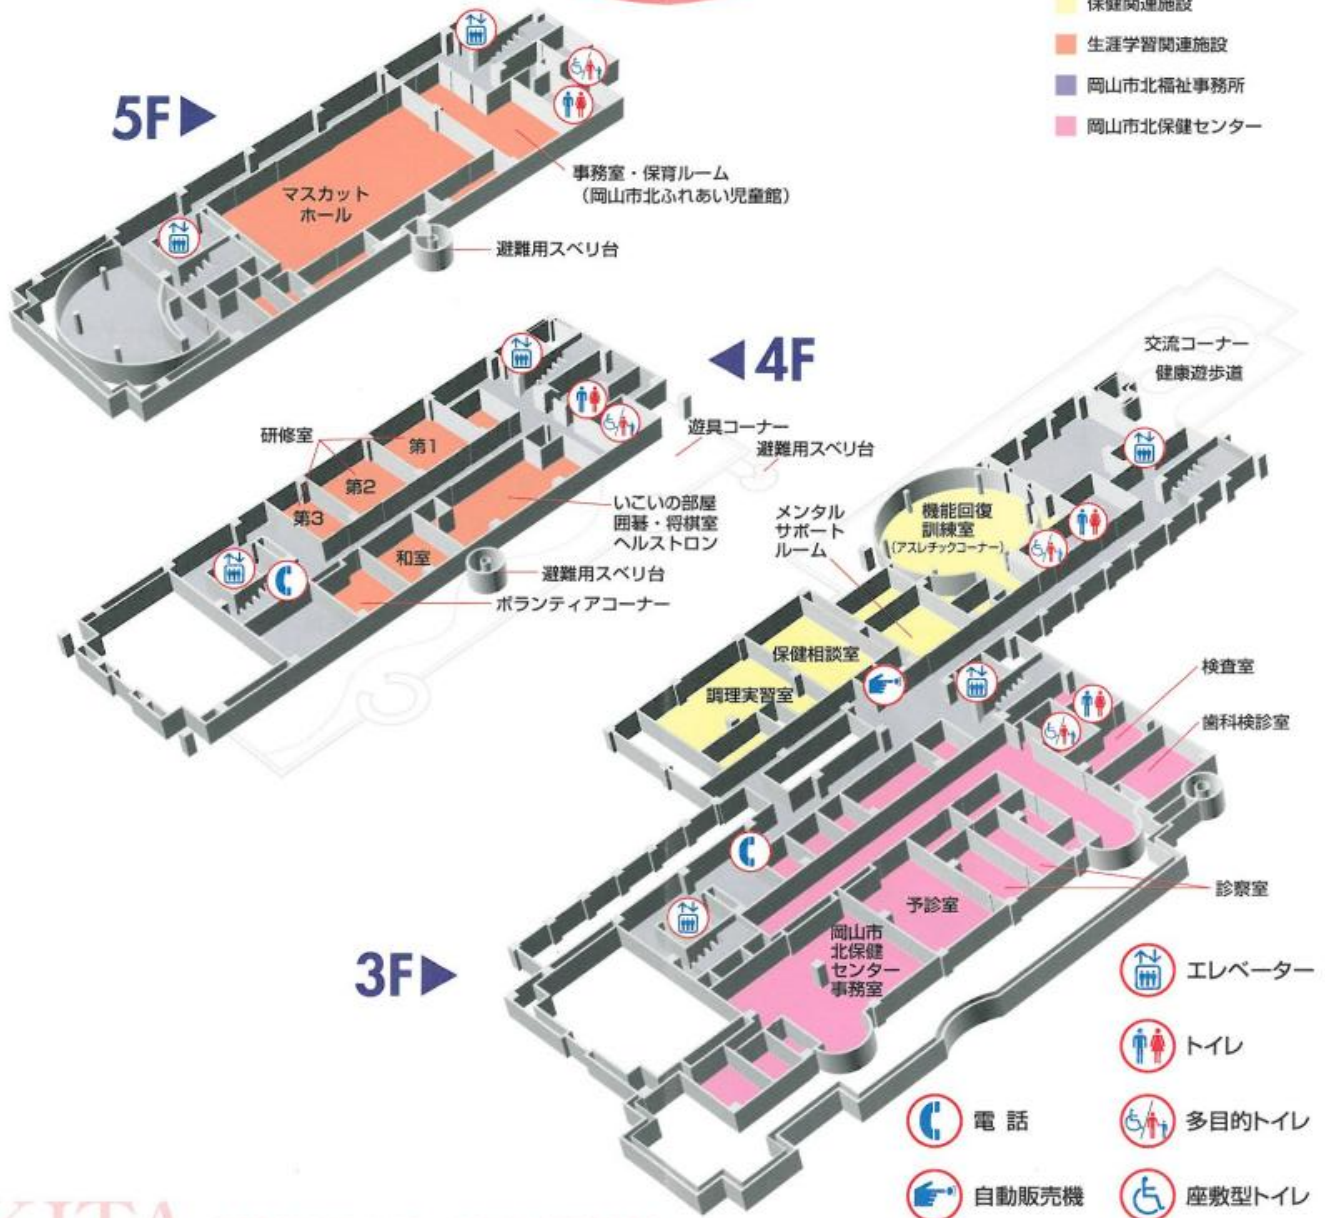 保健関連施設
生涯学習関連施設
岡山市北福祉事務所
岡山市北保健センター
5F
マスカット
ホール
事務室・保育ルーム
(岡山市北ふれあい児童館)
避難用スベリ台
4F
研修室
第1
第2
第3
和室
遊具コーナー
避難用スベリ台
いこいの部屋
囲碁・将棋室
ヘルストロン
避難用スベリ台
ボランティアコーナー
交流コーナー
健康遊歩道
メンタル
サポート
ルーム
機能回復
訓練室
(アスレチックコーナー)
保健相談室
調理実習室
検査室
歯科検診室
診察室
予診室
岡山市
北保健
センター
事務室
3F
エレベーター
トイレ
電話
多目的トイレ
自動販売機
座敷型トイレ
KITA